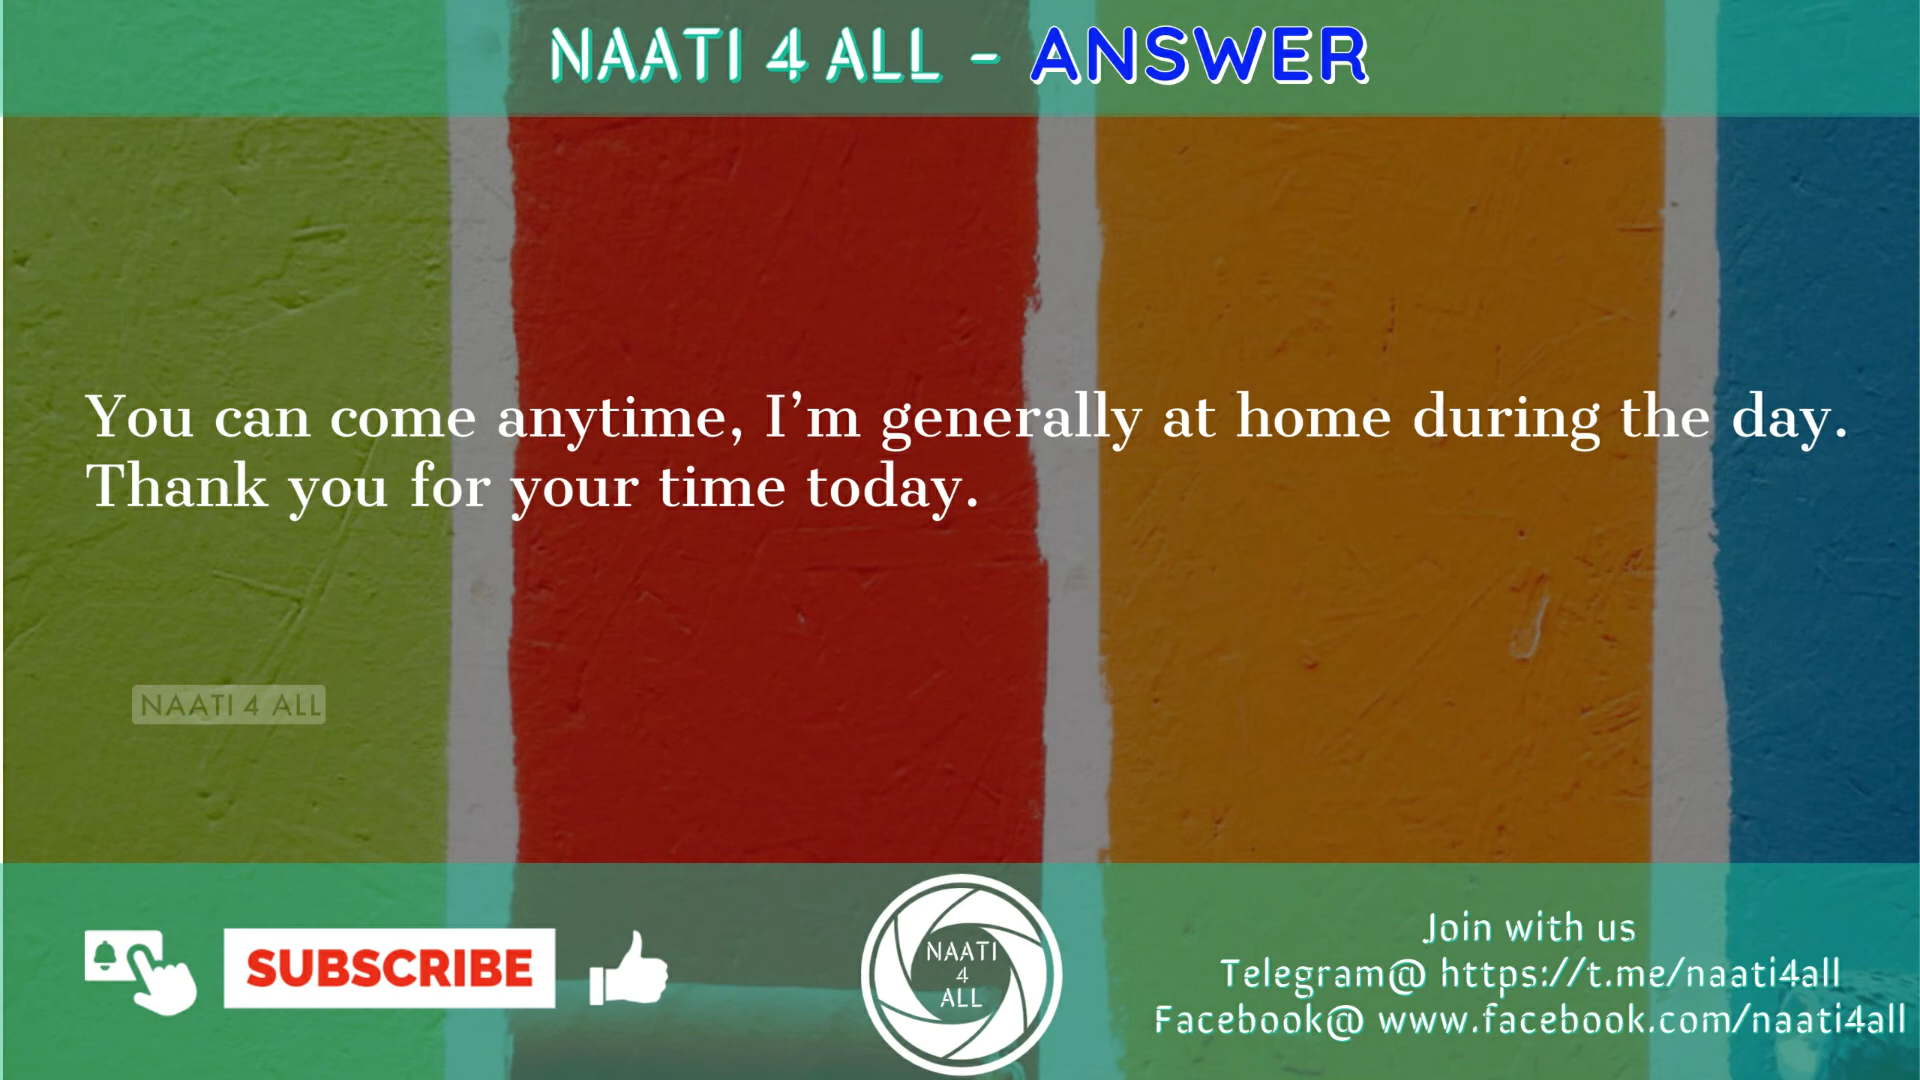 NAATI 4 ALL - ANSWER
You can come anytime, I’m generally at home during the day.
Thank you for your time today.
NAATI 4 ALL
SUBSCRIBE
NAATI
4
ALL
Join with us
Telegram@ https://t.me/naati4all
Facebook@ www.facebook.com/naati4all